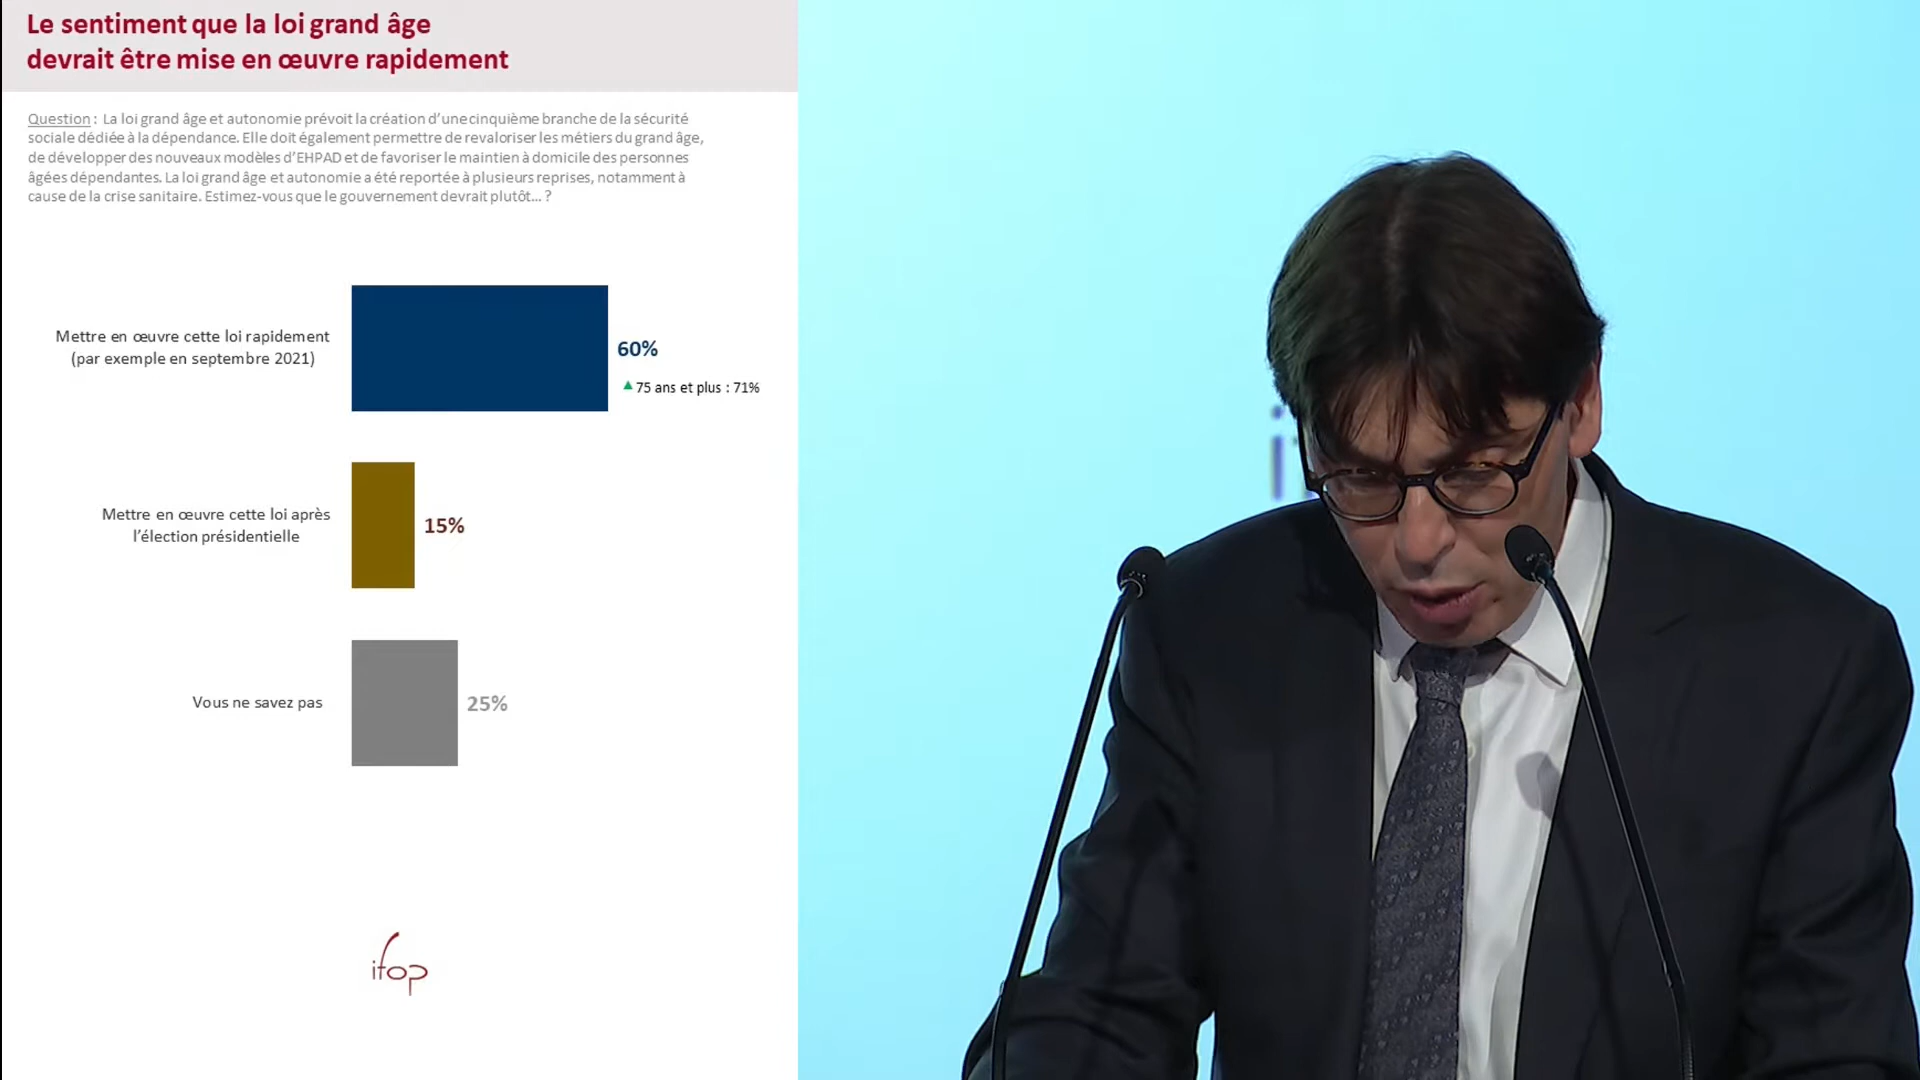 Le sentiment que la loi grand âge
devrait être mise en œuvre rapidement
Question : La loi grand âge et autonomie prévoit la création d’une cinquième branche de la sécurité
sociale dédiée à la dépendance. Elle doit également permettre de revaloriser les métiers du grand âge,
de développer des nouveaux modèles d’EHPAD et de favoriser le maintien à domicile des personnes
âgées dépendantes. La loi grand âge et autonomie a été reportée à plusieurs reprises, notamment à
cause de la crise sanitaire. Estimez-vous que le gouvernement devrait plutôt... ?
Mettre en œuvre cette loi rapidement
(par exemple en septembre 2021)
60%
▲ 75 ans et plus : 71%
Mettre en œuvre cette loi après
l’élection présidentielle
15%
Vous ne savez pas
25%
ifop